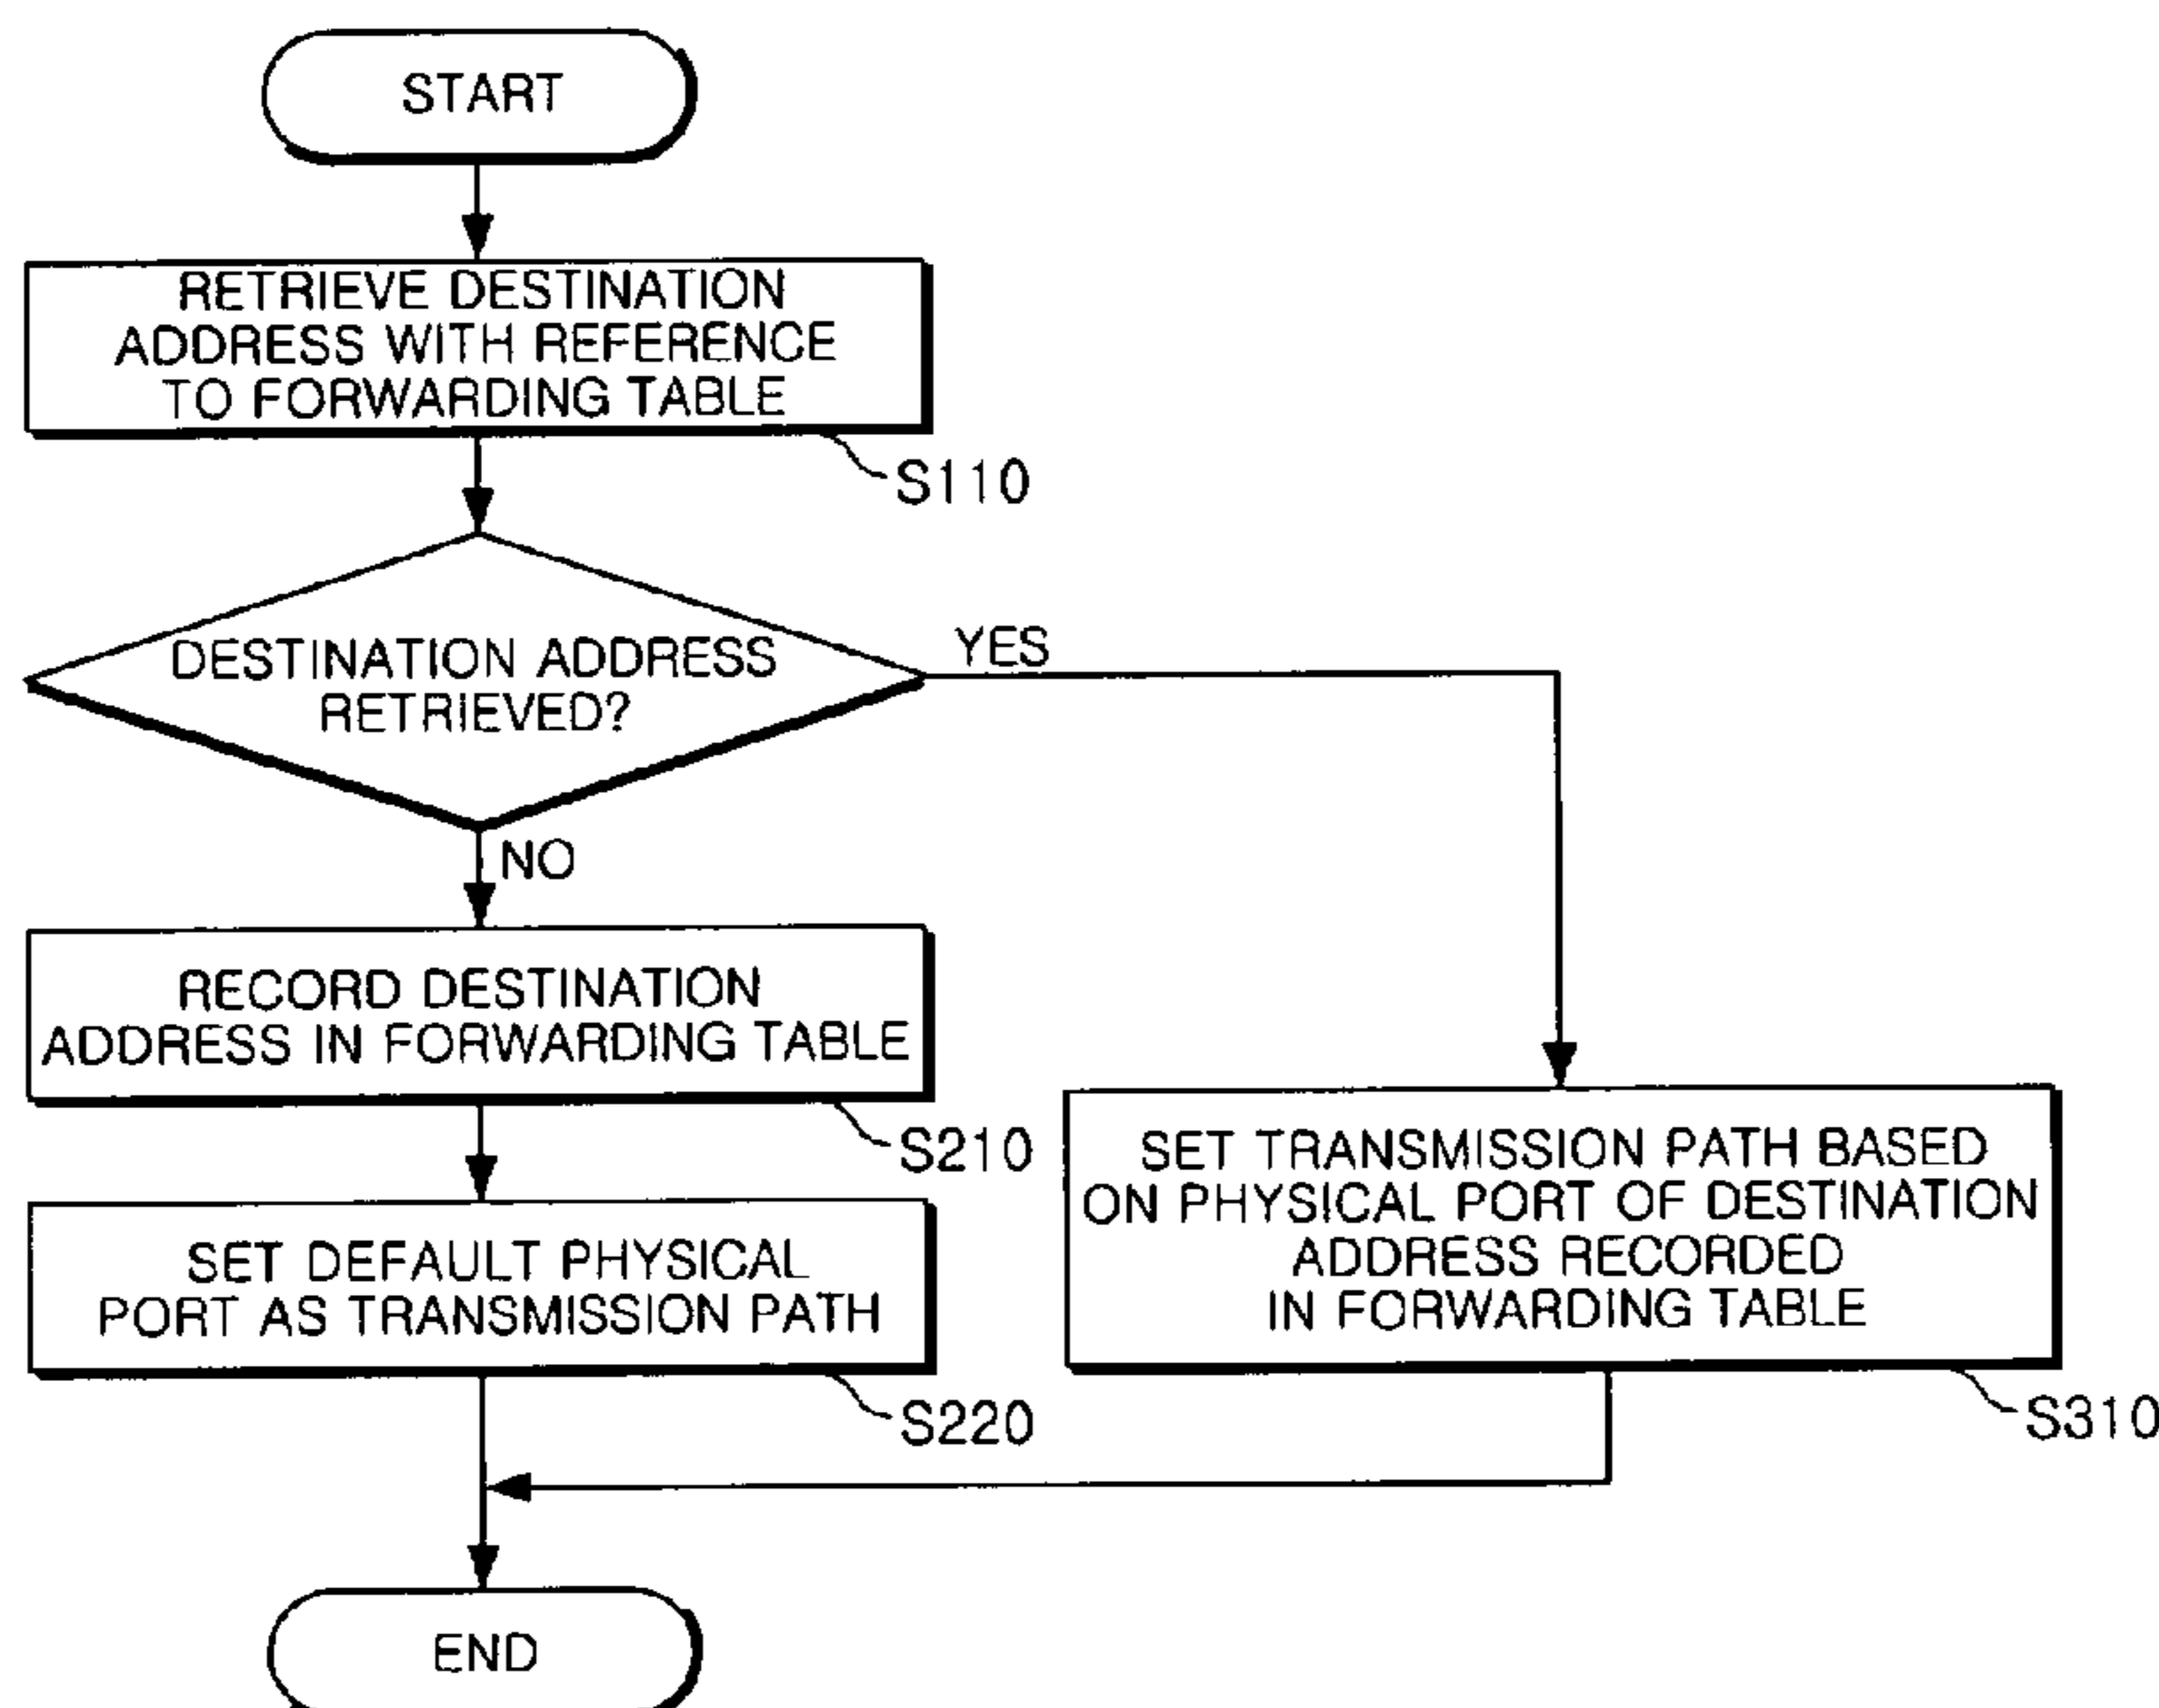 START
RETRIEVE DESTINATION
ADDRESS WITH REFERENCE
TO FORWARDING TABLE
S110
DESTINATION ADDRESS
RETRIEVED?
YES
NO
RECORD DESTINATION
ADDRESS IN FORWARDING TABLE
S210
SET TRANSMISSION PATH BASED
ON PHYSICAL PORT OF DESTINATION
ADDRESS RECORDED
IN FORWARDING TABLE
S310
SET DEFAULT PHYSICAL
PORT AS TRANSMISSION PATH
S220
END